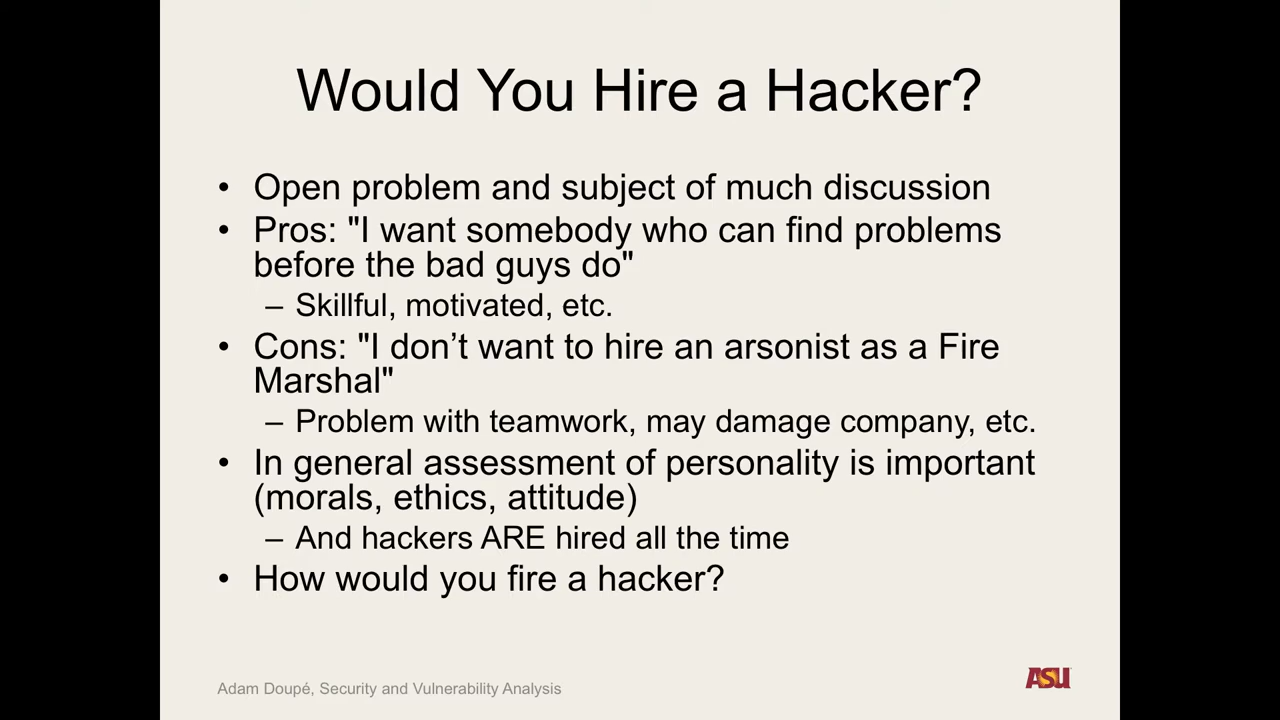 Would You Hire a Hacker?
• Open problem and subject of much discussion
• Pros: "I want somebody who can find problems
before the bad guys do"
– Skillful, motivated, etc.
• Cons: "I don’t want to hire an arsonist as a Fire
Marshal"
– Problem with teamwork, may damage company, etc.
• In general assessment of personality is important
(morals, ethics, attitude)
– And hackers ARE hired all the time
• How would you fire a hacker?
Adam Doupé, Security and Vulnerability Analysis
ASU